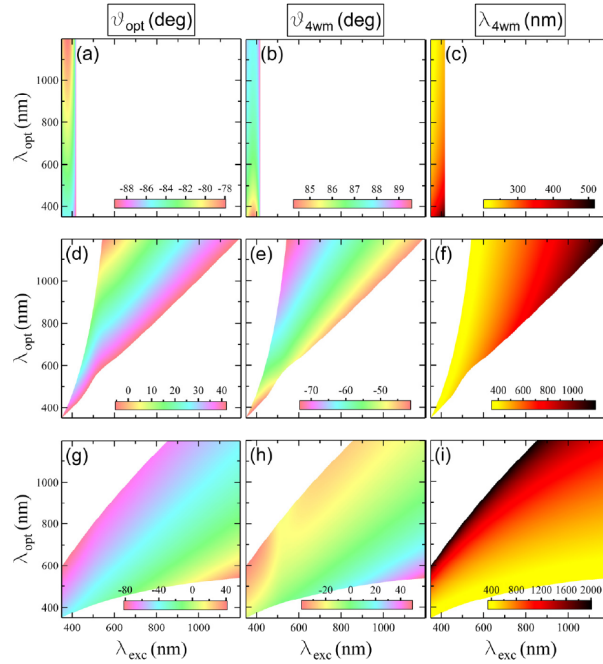 ϑopt (deg) ϑ4wm (deg) λ4wm (nm)
(a) (b) (c)
λopt (nm)
1000
800
600
400
-88 -86 -84 -82 -80 -78
85 86 87 88 89
300 400 500
(d) (e) (f)
λopt (nm)
1000
800
600
400
0 10 20 30 40
-70 -60 -50
400 600 800 1000
(g) (h) (i)
λopt (nm)
1000
800
600
400
-80 -40 0 40
-20 0 20 40
400 800 1200 1600 2000
400 600 800 1000 400 600 800 1000 400 600 800 1000
λexc (nm) λexc (nm) λexc (nm)